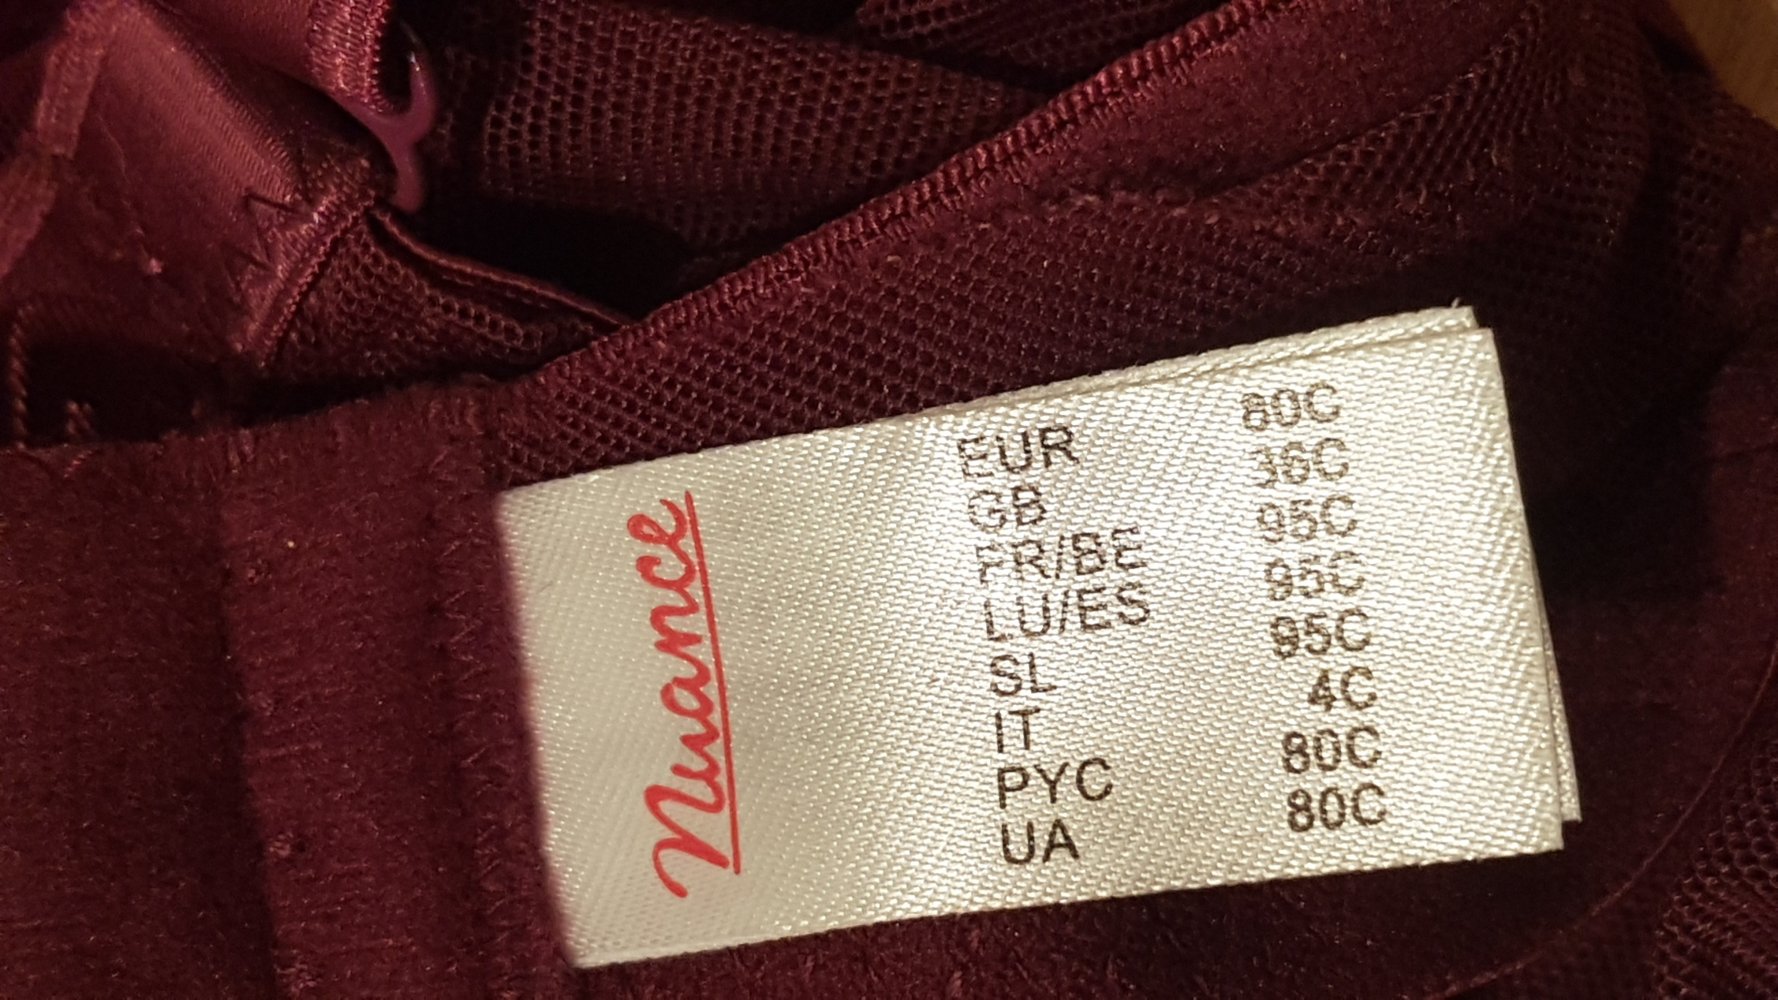 Nuance
EUR 80C
GB 36C
FR/BE 95C
LU/ES 95C
SL 95C
IT 4C
PYC 80C
UA 80C